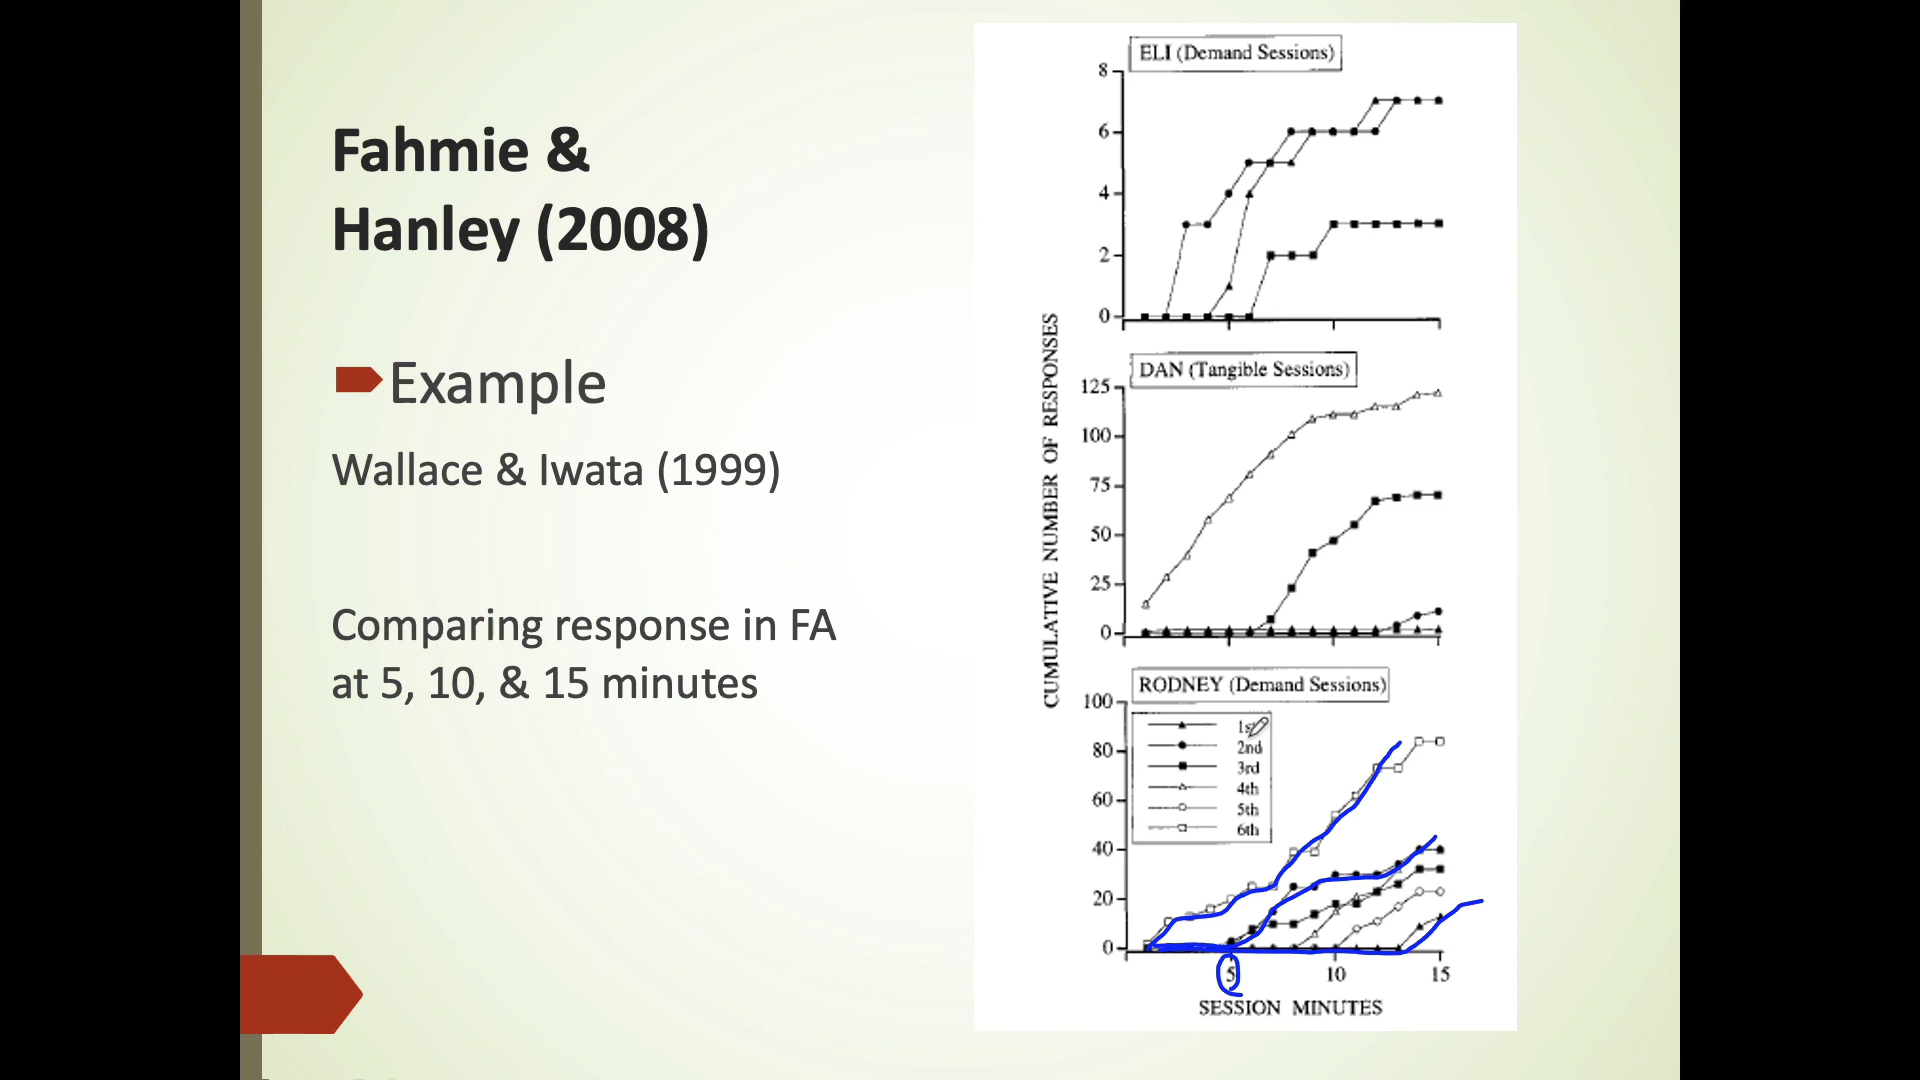 Fahmie &
Hanley (2008)
Example
Wallace & Iwata (1999)
Comparing response in FA
at 5, 10, & 15 minutes
CUMULATIVE NUMBER OF RESPONSES
ELI (Demand Sessions)
8
6
4
2
0
DAN (Tangible Sessions)
125
100
75
50
25
0
RODNEY (Demand Sessions)
100
80
60
40
20
0
1st
2nd
3rd
4th
5th
6th
5 10 15
SESSION MINUTES